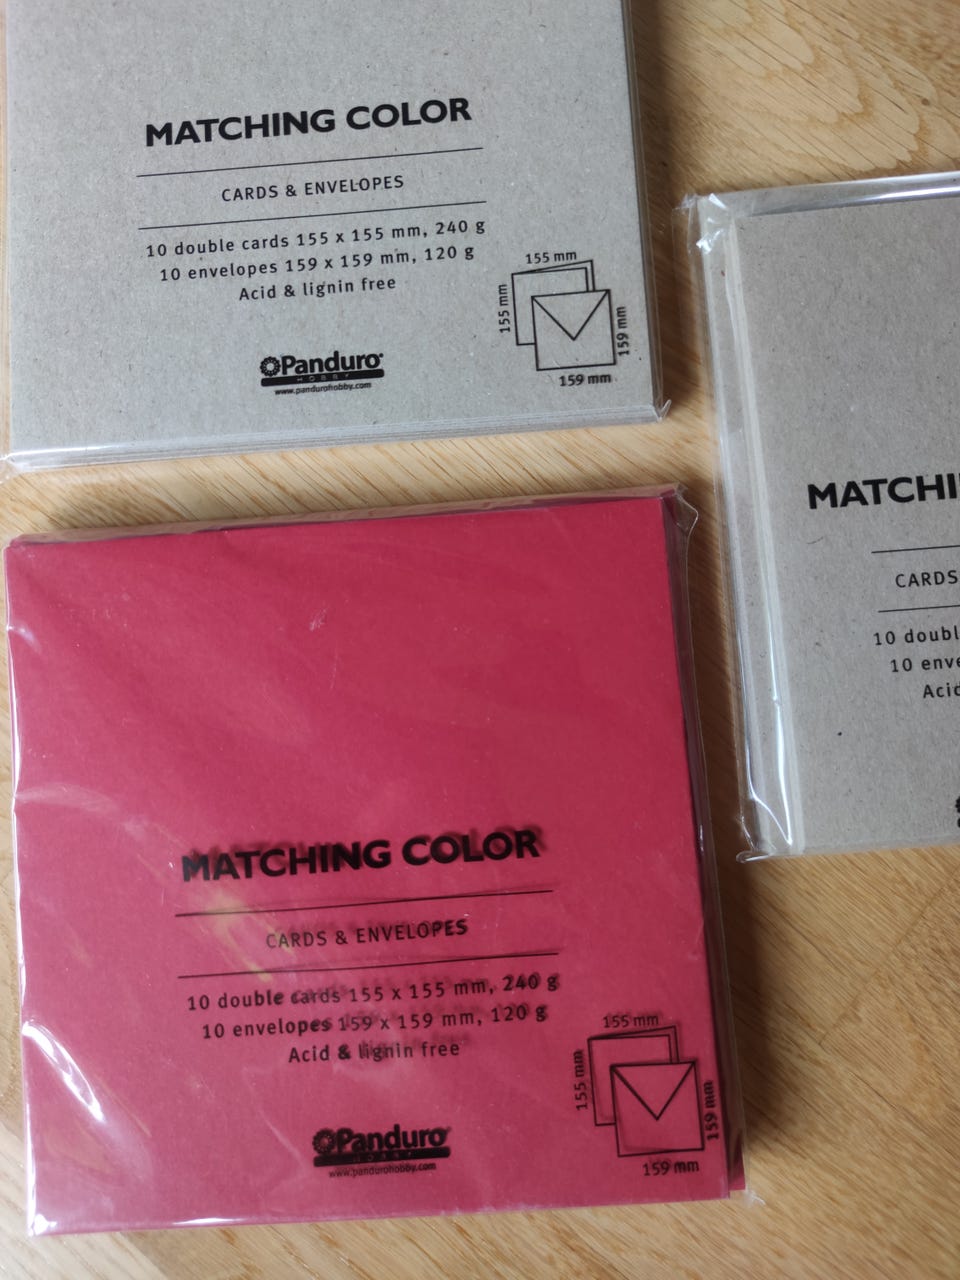 MATCHING COLOR
CARDS & ENVELOPES
10 double cards 155 x 155 mm, 240 g
10 envelopes 159 x 159 mm, 120 g
Acid & lignin free
155 mm
155 mm
159 mm
159 mm
Panduro
HOBBY
www.pandurohobby.com
MATCHI
CARDS
10 doubl
10 enve
Acid
MATCHING COLOR
CARDS & ENVELOPES
10 double cards 155 x 155 mm, 240 g
10 envelopes 159 x 159 mm, 120 g
Acid & lignin free
155 mm
155 mm
159 mm
159 mm
Panduro
HOBBY
www.pandurohobby.com